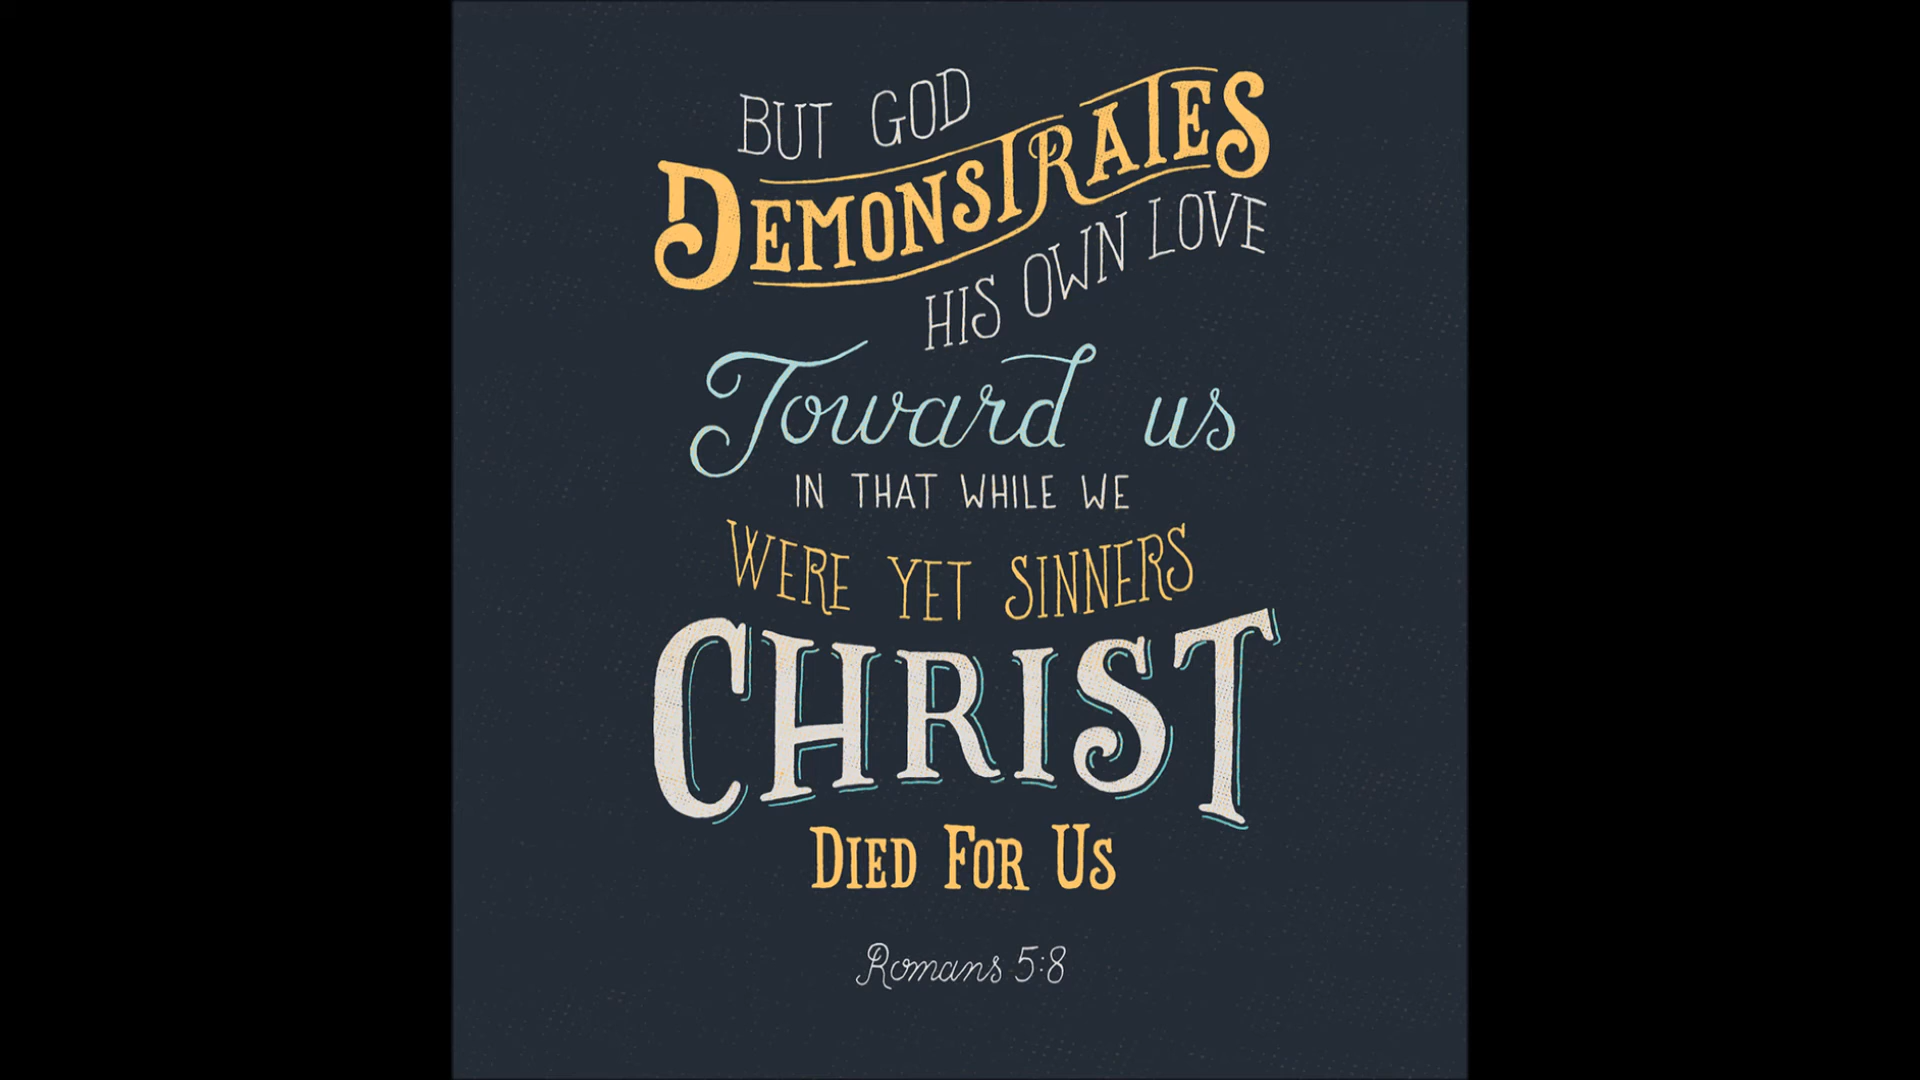 BUT GOD
DEMONSTRATES
HIS OWN LOVE
Toward us
IN THAT WHILE WE
WERE YET SINNERS
CHRIST
DIED FOR US
Romans 5:8